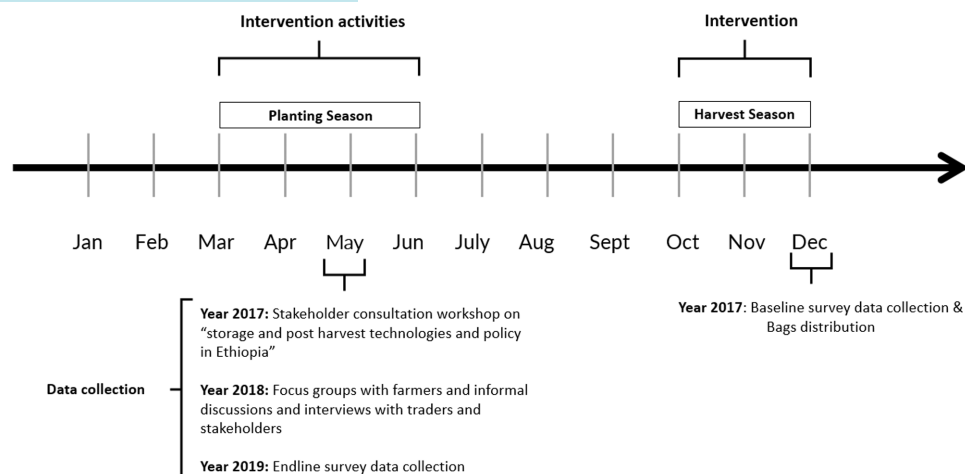 Intervention activities
Intervention
Planting Season
Harvest Season
Jan Feb Mar Apr May Jun July Aug Sept Oct Nov Dec
Year 2017: Stakeholder consultation workshop on
“storage and post harvest technologies and policy
in Ethiopia”
Year 2017: Baseline survey data collection &
Bags distribution
Data collection
Year 2018: Focus groups with farmers and informal
discussions and interviews with traders and
stakeholders
Year 2019: Endline survey data collection